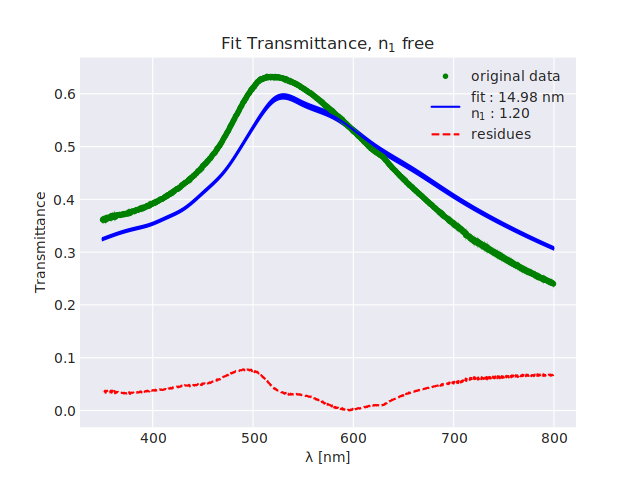 Fit Transmittance, n₁ free
original data
fit : 14.98 nm
n₁ : 1.20
residues
Transmittance
0.6
0.5
0.4
0.3
0.2
0.1
0.0
400 500 600 700 800
λ [nm]